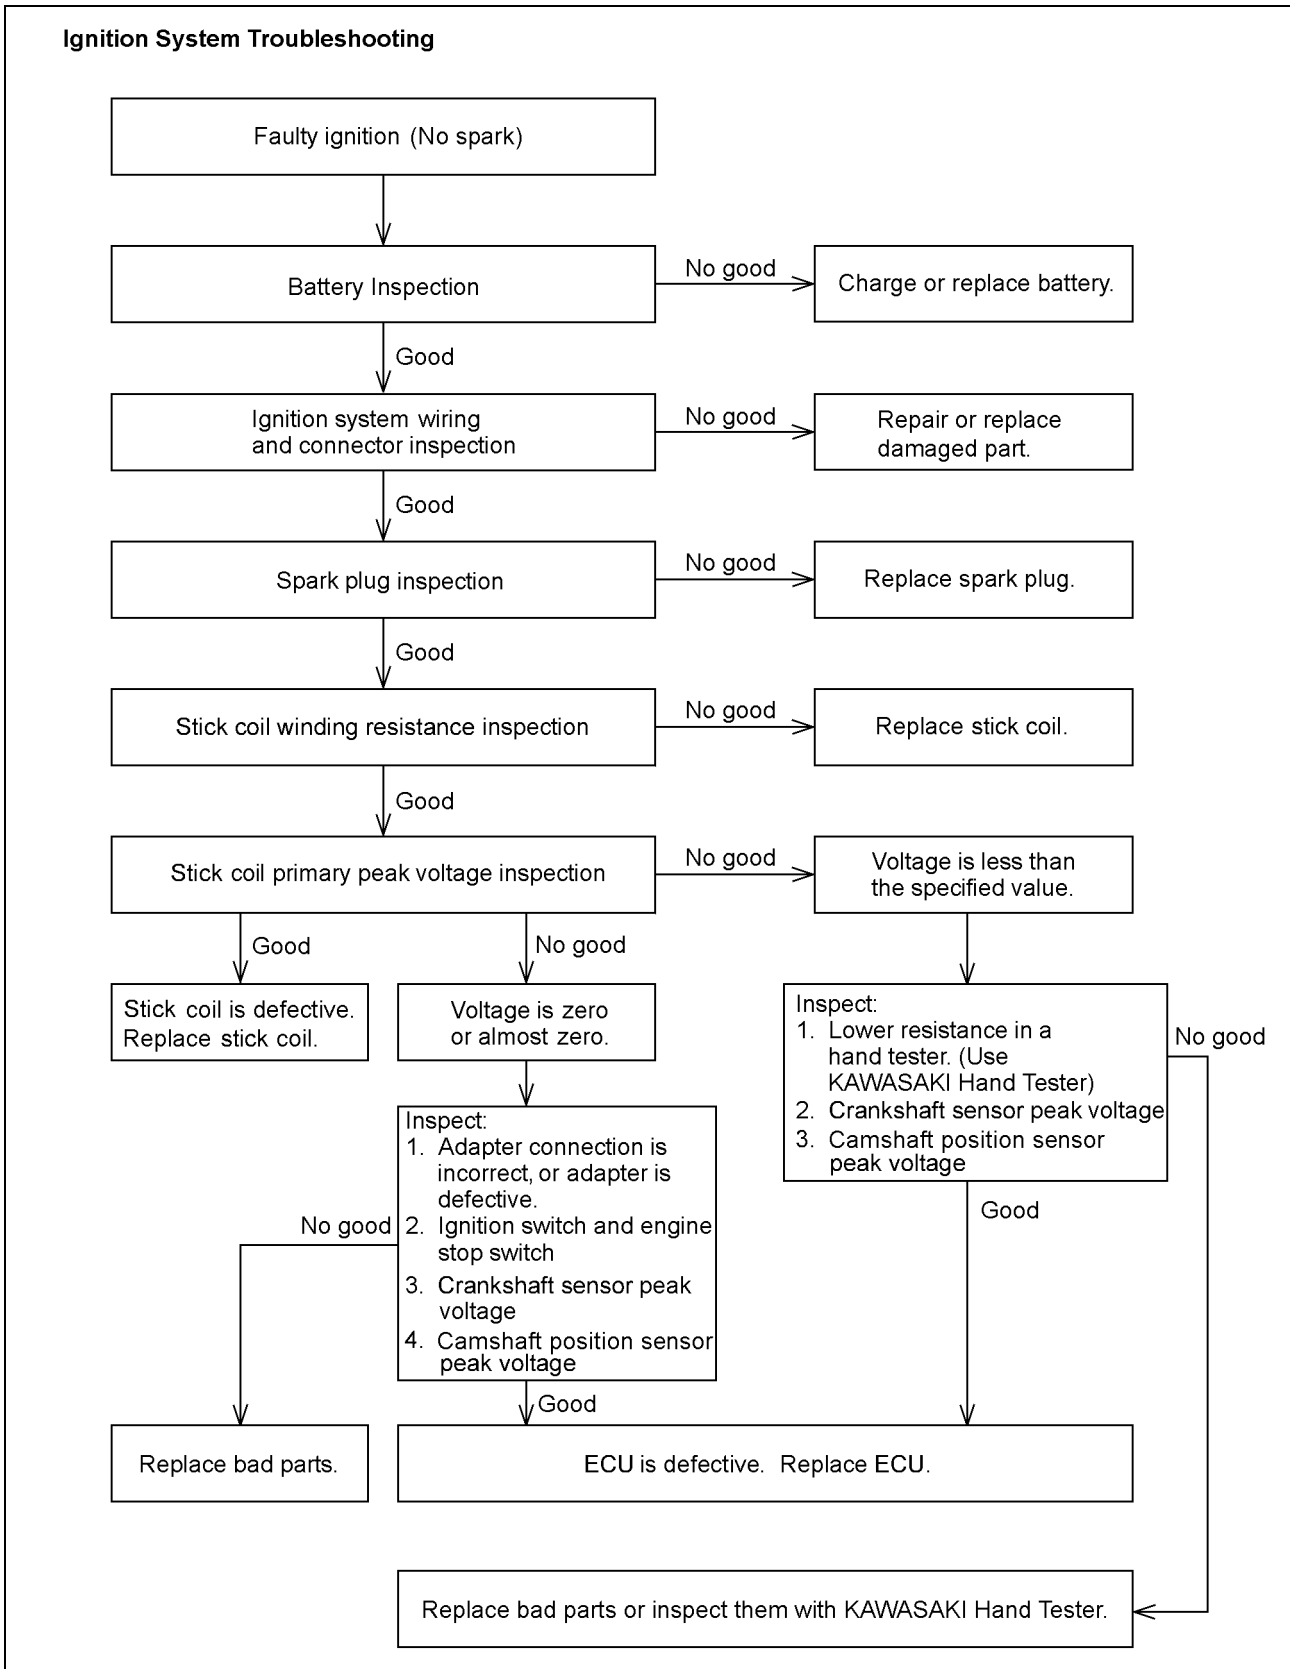 Ignition System Troubleshooting
Faulty ignition (No spark)
Battery Inspection
No good
Charge or replace battery.
Good
Ignition system wiring
and connector inspection
No good
Repair or replace
damaged part.
Good
Spark plug inspection
No good
Replace spark plug.
Good
Stick coil winding resistance inspection
No good
Replace stick coil.
Good
Stick coil primary peak voltage inspection
No good
Voltage is less than
the specified value.
Good
No good
Stick coil is defective.
Replace stick coil.
Voltage is zero
or almost zero.
Inspect:
1. Lower resistance in a
hand tester. (Use
KAWASAKI Hand Tester)
2. Crankshaft sensor peak voltage
3. Camshaft position sensor
peak voltage
No good
Good
Inspect:
1. Adapter connection is
incorrect, or adapter is
defective.
2. Ignition switch and engine
stop switch
3. Crankshaft sensor peak
voltage
4. Camshaft position sensor
peak voltage
No good
Good
Replace bad parts.
ECU is defective. Replace ECU.
Replace bad parts or inspect them with KAWASAKI Hand Tester.